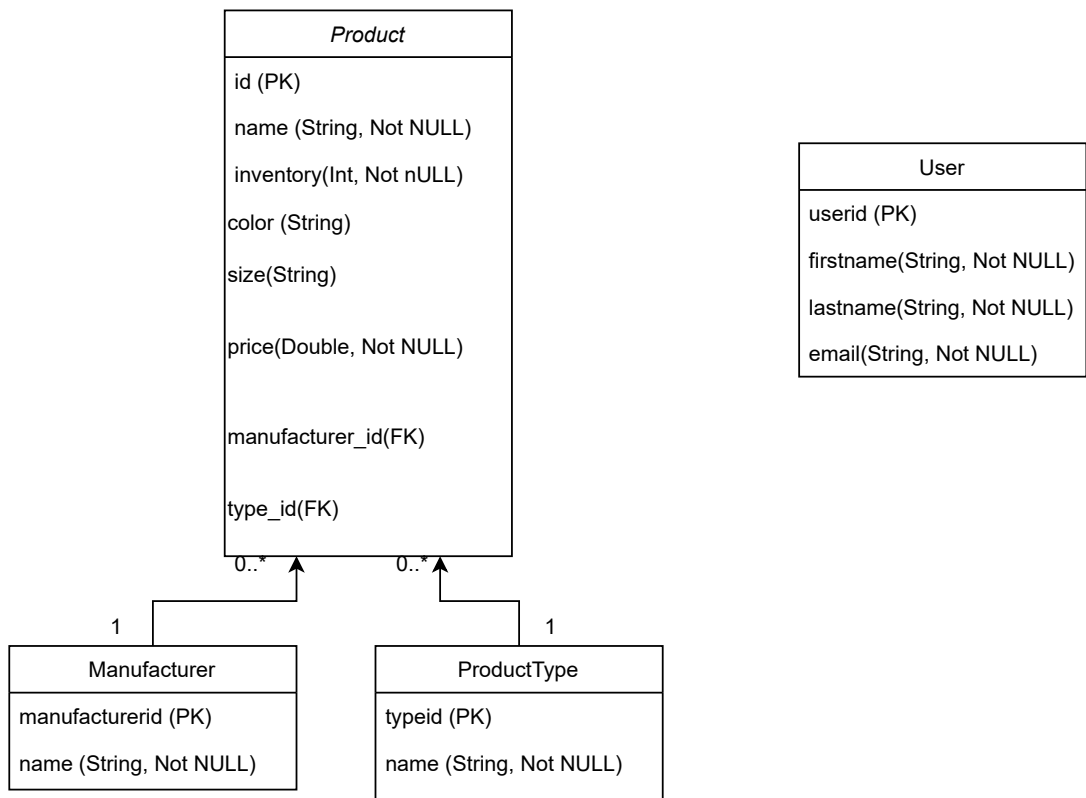 Product
id (PK)
name (String, Not NULL)
inventory(Int, Not nULL)
color (String)
size(String)
price(Double, Not NULL)
manufacturer_id(FK)
type_id(FK)
0..*
0..*
User
userid (PK)
firstname(String, Not NULL)
lastname(String, Not NULL)
email(String, Not NULL)
1
1
Manufacturer
manufacturerid (PK)
name (String, Not NULL)
ProductType
typeid (PK)
name (String, Not NULL)